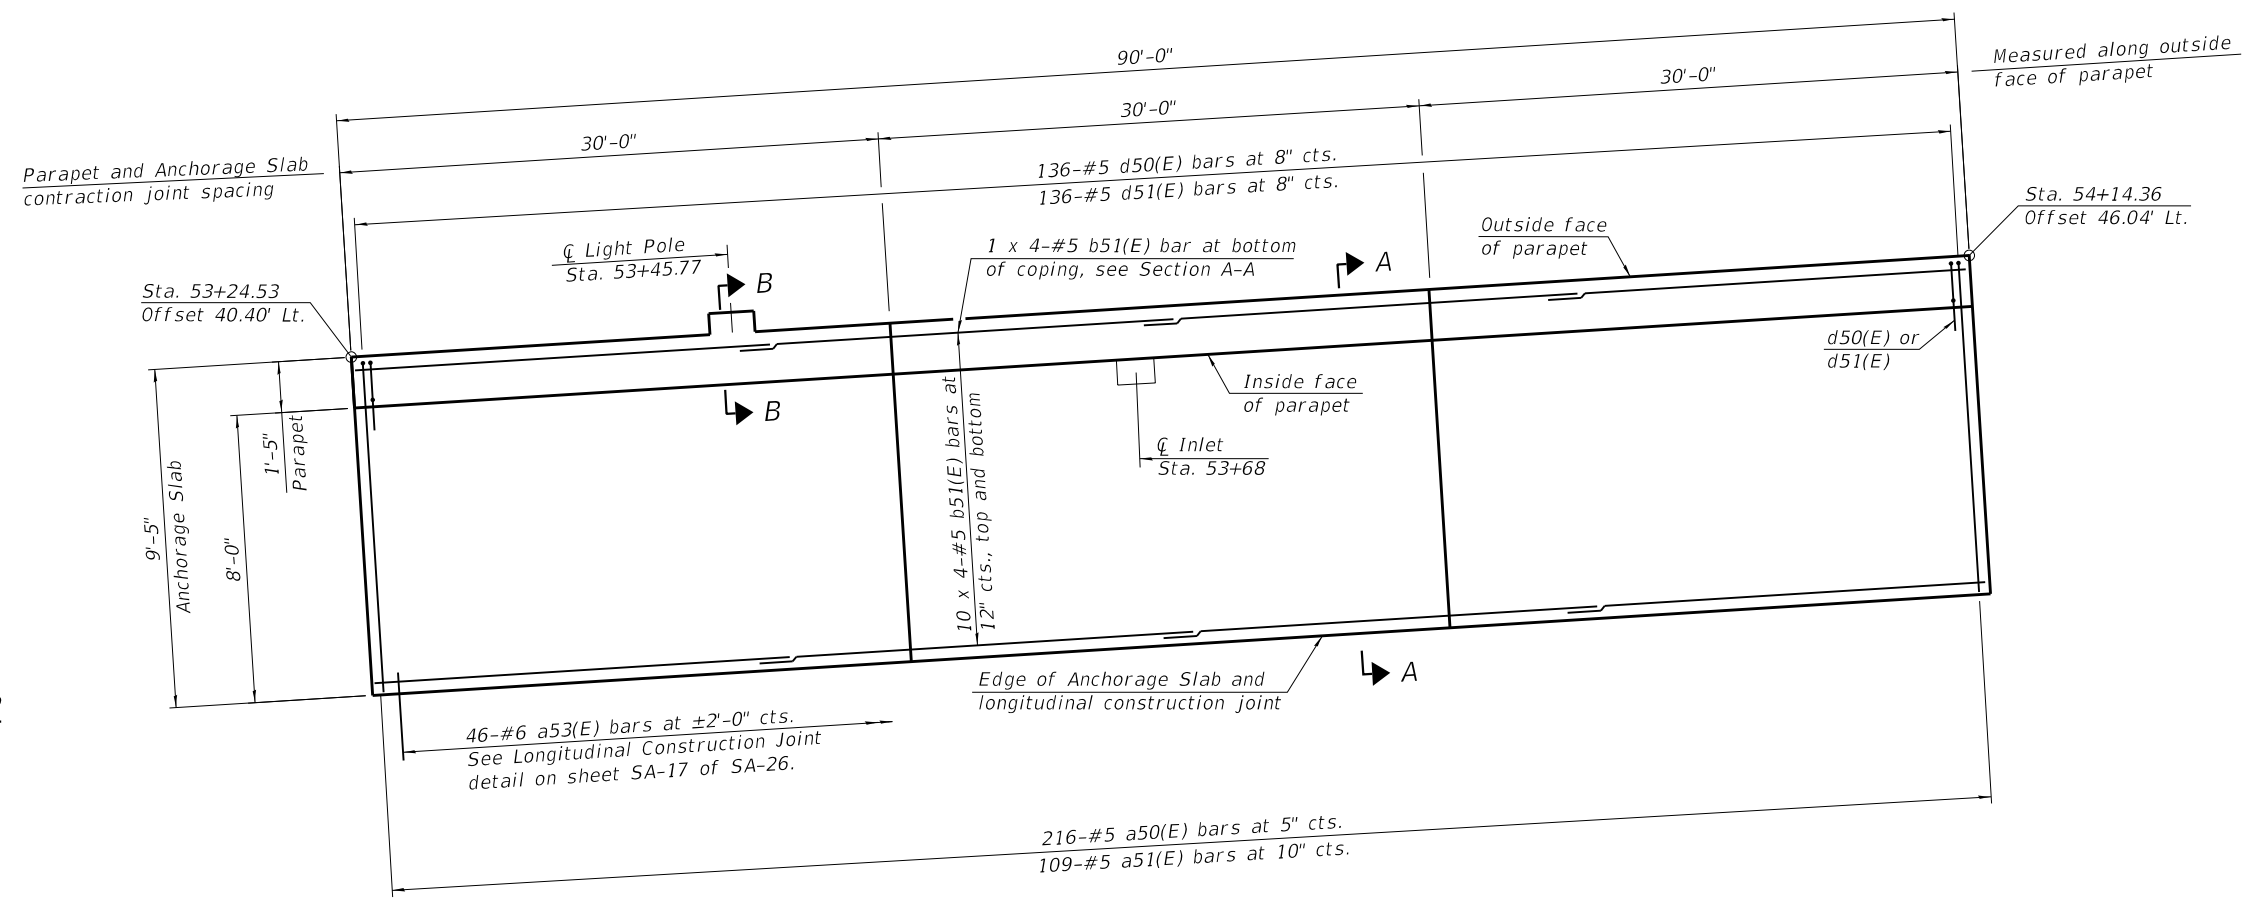 90'-0"
Measured along outside
face of parapet
30'-0"
30'-0"
30'-0"
Parapet and Anchorage Slab
contraction joint spacing
136-#5 d50(E) bars at 8" cts.
136-#5 d51(E) bars at 8" cts.
Sta. 54+14.36
Offset 46.04' Lt.
Outside face
of parapet
℄ Light Pole
Sta. 53+45.77
1 x 4-#5 b51(E) bar at bottom
of coping, see Section A-A
A
B
Sta. 53+24.53
Offset 40.40' Lt.
d50(E) or
d51(E)
Inside face
of parapet
B
℄ Inlet
Sta. 53+68
1'-5"
Parapet
9'-5"
Anchorage Slab
8'-0"
10 x 4-#5 b51(E) bars at
12" cts., top and bottom
Edge of Anchorage Slab and
longitudinal construction joint
A
46-#6 a53(E) bars at ±2'-0" cts.
See Longitudinal Construction Joint
detail on sheet SA-17 of SA-26.
216-#5 a50(E) bars at 5" cts.
109-#5 a51(E) bars at 10" cts.